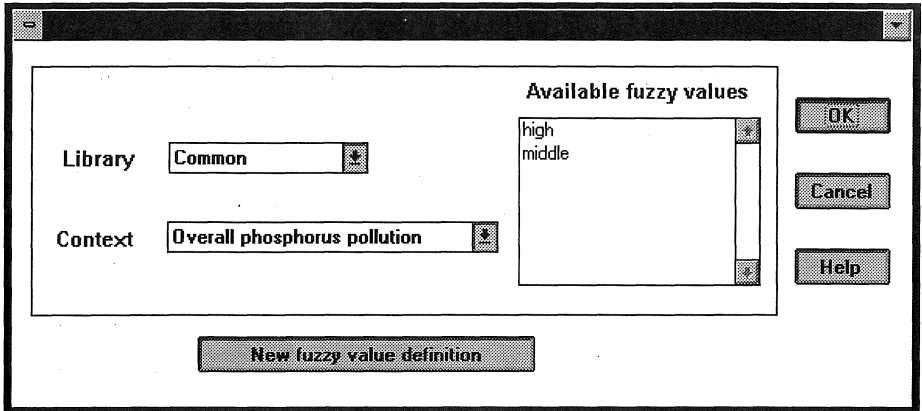 Available fuzzy values
high
middle
Library
Common
Context
Overall phosphorus pollution
OK
Cancel
Help
New fuzzy value definition